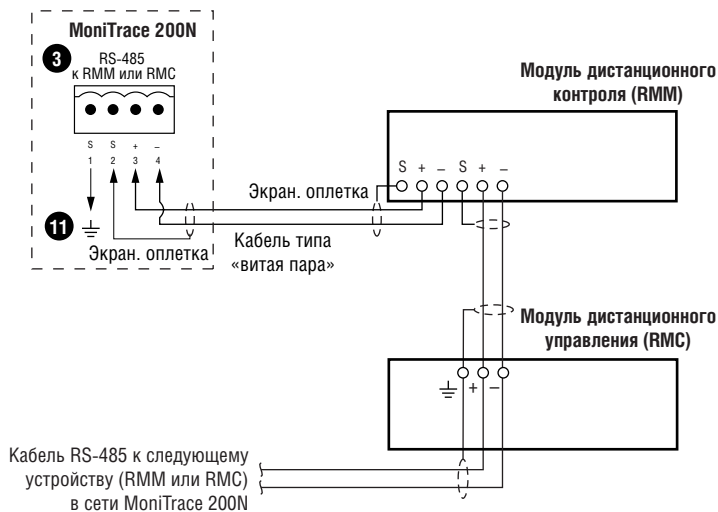 MoniTrace 200N
3
RS-485
к RMM или RMC
S S + –
1 2 3 4
11
Экран. оплетка
Экран. оплетка
Кабель типа
«витая пара»
Модуль дистанционного
контроля (RMM)
S + – S + –
Модуль дистанционного
управления (RMC)
+ –
Кабель RS-485 к следующему
устройству (RMM или RMC)
в сети MoniTrace 200N